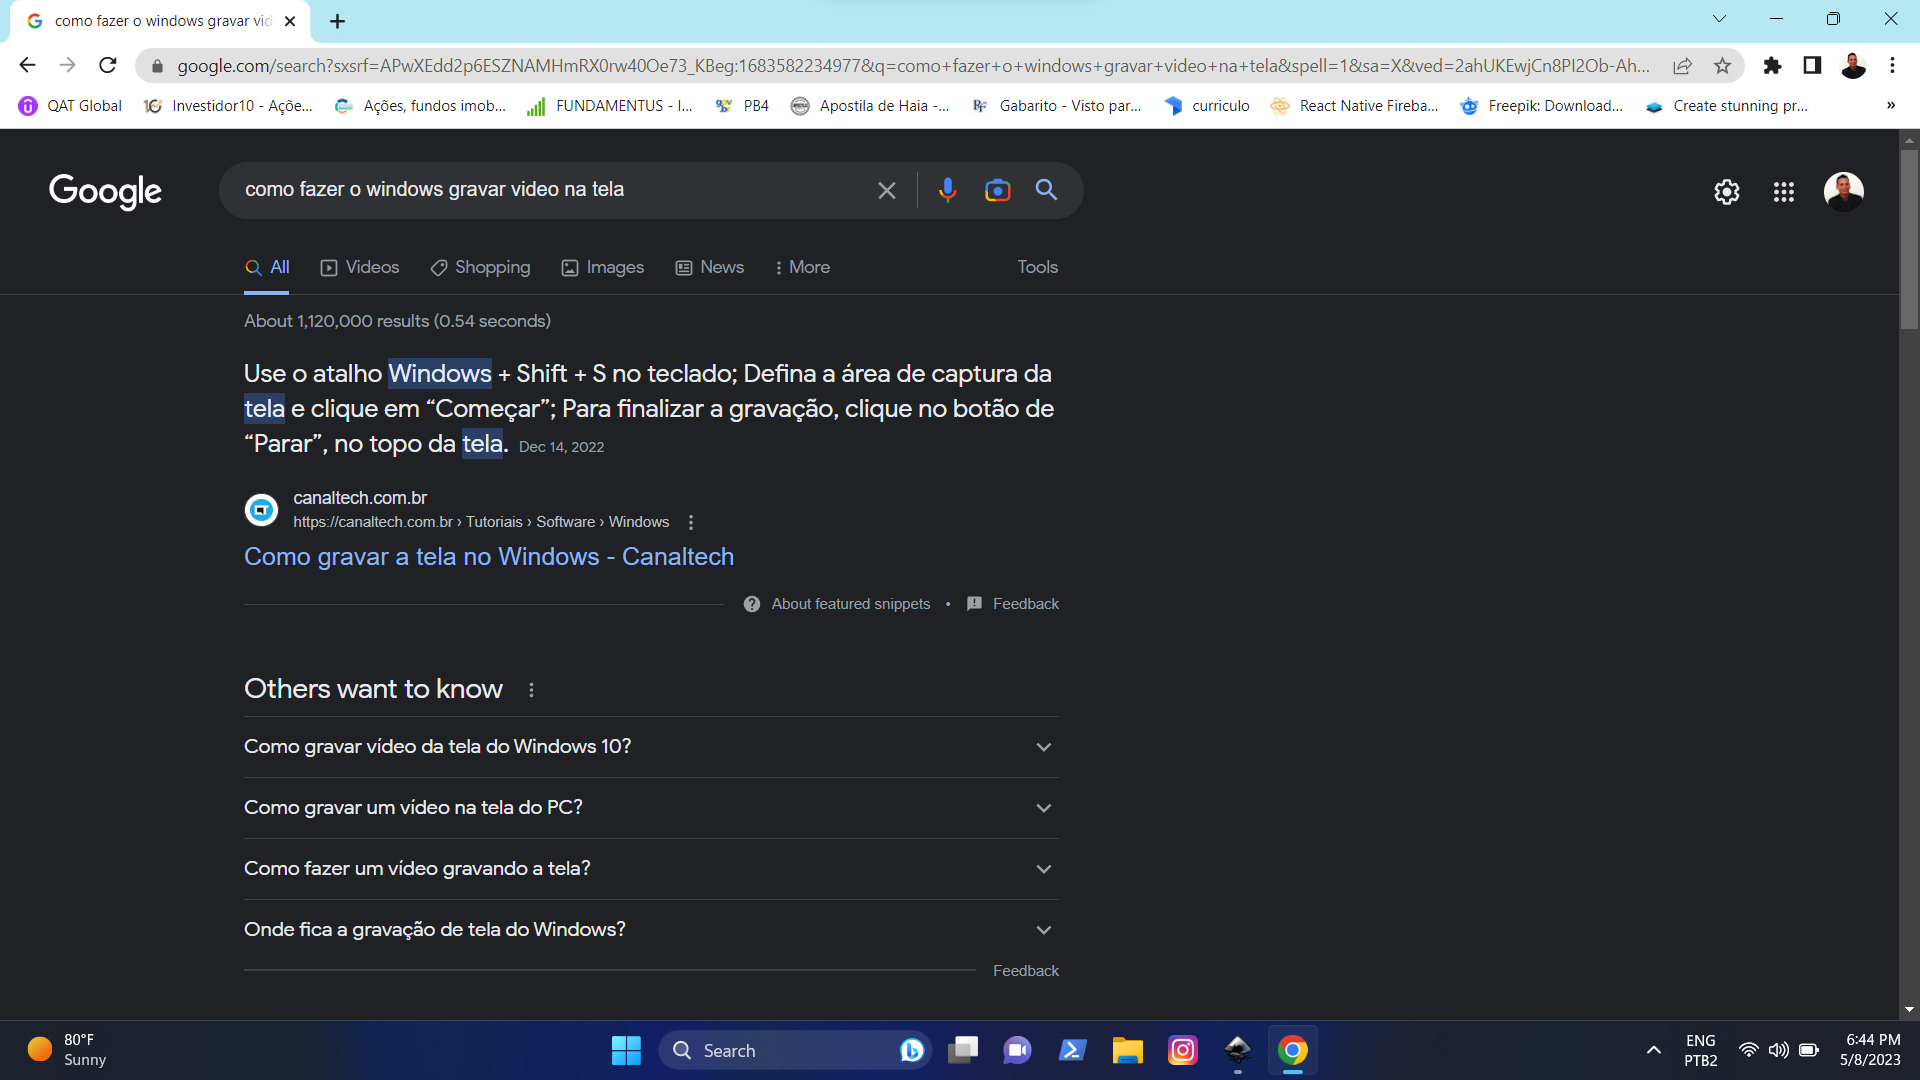 como fazer o windows gravar vid
google.com/search?sxsrf=APwXEdd2p6ESZNAMHmRX0rw40Oe73_KBeg:1683582234977&q=como+fazer+o+windows+gravar+video+na+tela&spell=1&sa=X&ved=2ahUKEwjCn8PI2Ob-Ah...
QAT Global
Investidor10 - Açõe...
Ações, fundos imob...
FUNDAMENTUS - I...
PB4
Apostila de Haia -...
Gabarito - Visto par...
curriculo
React Native Fireba...
Freepik: Download...
Create stunning pr...
»
Google
como fazer o windows gravar video na tela
All
Videos
Shopping
Images
News
More
Tools
About 1,120,000 results (0.54 seconds)
Use o atalho Windows + Shift + S no teclado; Defina a área de captura da
tela e clique em “Começar”; Para finalizar a gravação, clique no botão de
“Parar”, no topo da tela. Dec 14, 2022
canaltech.com.br
https://canaltech.com.br › Tutoriais › Software › Windows
Como gravar a tela no Windows - Canaltech
About featured snippets • Feedback
Others want to know
Como gravar vídeo da tela do Windows 10?
Como gravar um vídeo na tela do PC?
Como fazer um vídeo gravando a tela?
Onde fica a gravação de tela do Windows?
Feedback
80°F
Sunny
Search
ENG
PTB2
6:44 PM
5/8/2023